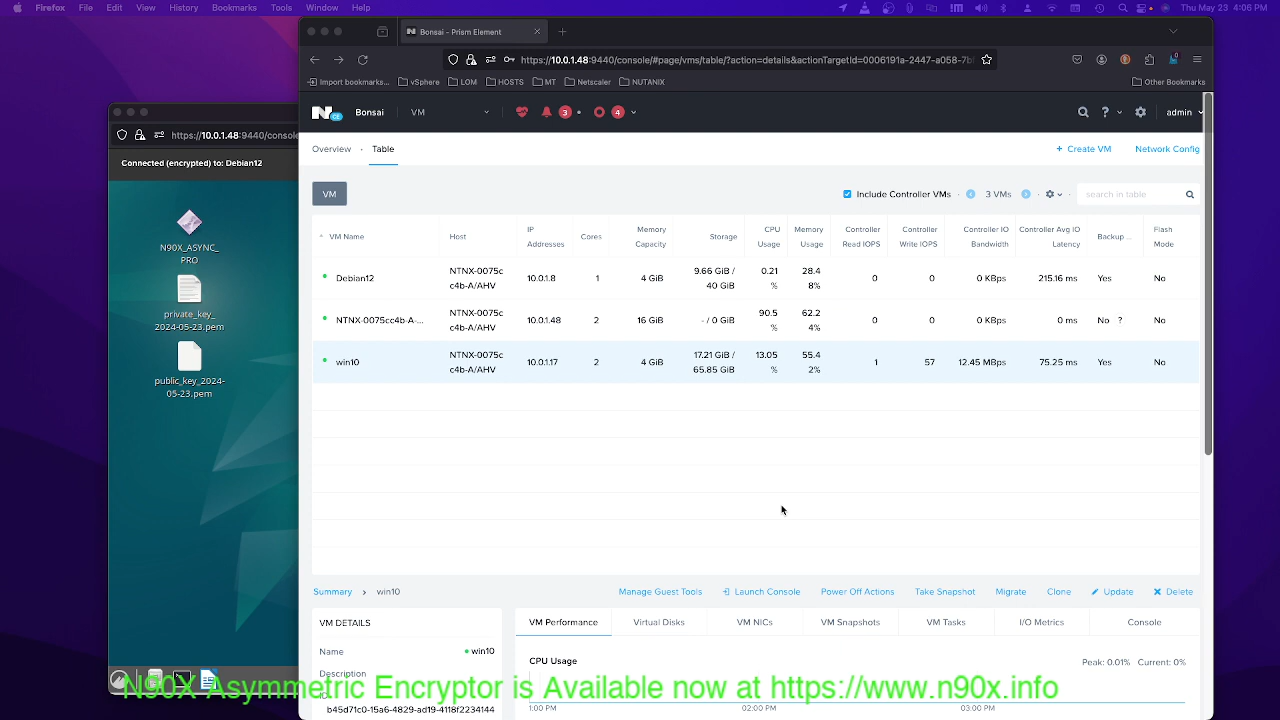 Firefox File Edit View History Bookmarks Tools Window Help Thu May 23 4:06 PM
Bonsai - Prism Element
https://10.0.1.48:9440/console/#page/vms/table/?action=details&actionTargetId=0006191a-2447-a058-7b
Import bookmarks... vSphere LOM HOSTS MT Netscaler NUTANIX Other Bookmarks
N CE Bonsai VM 3 4 ? admin
https://10.0.1.48:9440/console
Overview Table + Create VM Network Config
Connected (encrypted) to: Debian12
VM Include Controller VMs 3 VMs search in table
VM Name Host IP Addresses Cores Memory Capacity Storage CPU Usage Memory Usage Controller Read IOPS Controller Write IOPS Controller IO Bandwidth Controller Avg IO Latency Backup ... Flash Mode
Debian12 NTNX-0075cc4b-A/AHV 10.0.1.8 1 4 GiB 9.66 GiB / 40 GiB 0.21 % 28.48% 0 0 0 KBps 215.16 ms Yes No
NTNX-0075cc4b-A-... NTNX-0075cc4b-A/AHV 10.0.1.48 2 16 GiB - / 0 GiB 90.5 % 62.24% 0 0 0 KBps 0 ms No ? No
win10 NTNX-0075cc4b-A/AHV 10.0.1.17 2 4 GiB 17.21 GiB / 65.85 GiB 13.05 % 55.42% 1 57 12.45 MBps 75.25 ms Yes No
N90X_ASYNC_
PRO
private_key_
2024-05-23.pem
public_key_2024-
05-23.pem
Summary > win10 Manage Guest Tools Launch Console Power Off Actions Take Snapshot Migrate Clone Update Delete
VM DETAILS
VM Performance Virtual Disks VM NICs VM Snapshots VM Tasks I/O Metrics Console
Name win10
CPU Usage Peak: 0.01% Current: 0%
Description
ID
b45d71c0-15a6-4829-ad19-4118f2234144
1:00 PM 02:00 PM 03:00 PM
N90X Asymmetric Encryptor is Available now at https://www.n90x.info